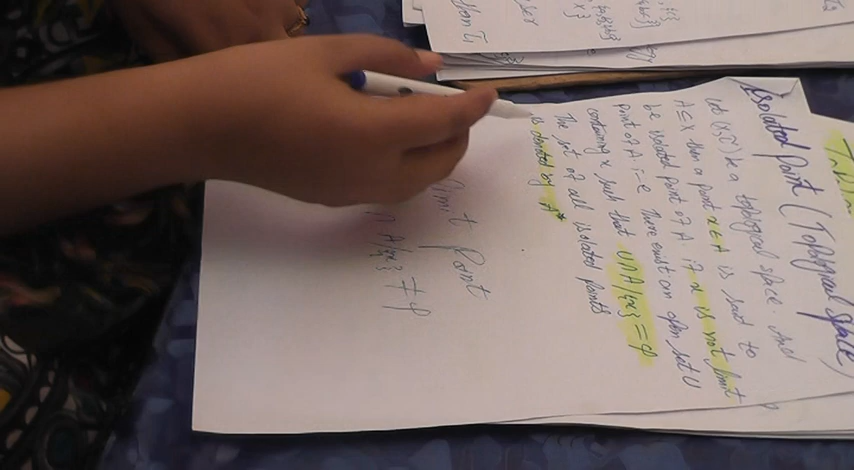 Isolated Point (Topological Space)
Let (X,τ) be a topological space. And
A ⊆ X then a point x ∈ A is said to
be isolated point of A if x is not limit
point of A. i-e There exist an open set U
containing x such that U∩A/{x} = φ
The set of all isolated points
is denoted by A*
Limit Point
∩ A/{x} ≠ φ